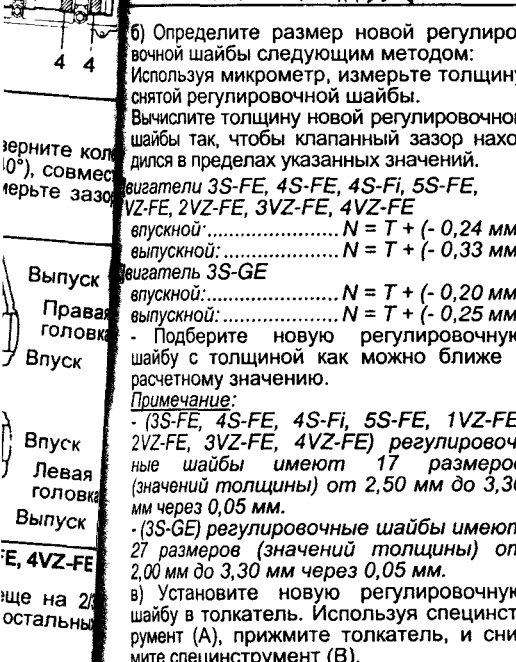 4 4
зерните кол
0°), совмес
мерьте зазо
Выпуск
Правая
головка
Впуск
Впуск
Левая
головка
Выпуск
FE, 4VZ-FE
еще на 2/3
остальны
б) Определите размер новой регулиро
вочной шайбы следующим методом:
Используя микрометр, измерьте толщину
снятой регулировочной шайбы.
Вычислите толщину новой регулировочной
шайбы так, чтобы клапанный зазор нахо
дился в пределах указанных значений.
вигатели 3S-FE, 4S-FE, 4S-Fi, 5S-FE,
VZ-FE, 2VZ-FE, 3VZ-FE, 4VZ-FE
впускной:...................... N = T + (- 0,24 мм
выпускной:.................... N = T + (- 0,33 мм
вигатель 3S-GE
впускной:...................... N = T + (- 0,20 мм
выпускной:.................... N = T + (- 0,25 мм
- Подберите новую регулировочную
шайбу с толщиной как можно ближе
расчетному значению.
Примечание:
- (3S-FE, 4S-FE, 4S-Fi, 5S-FE, 1VZ-FE
2VZ-FE, 3VZ-FE, 4VZ-FE) регулировоч
ные шайбы имеют 17 размеров
(значений толщины) от 2,50 мм до 3,30
мм через 0,05 мм.
- (3S-GE) регулировочные шайбы имеют
27 размеров (значений толщины) от
2,00 мм до 3,30 мм через 0,05 мм.
в) Установите новую регулировочную
шайбу в толкатель. Используя специнст
румент (А), прижмите толкатель, и сни
мите специнструмент (В).